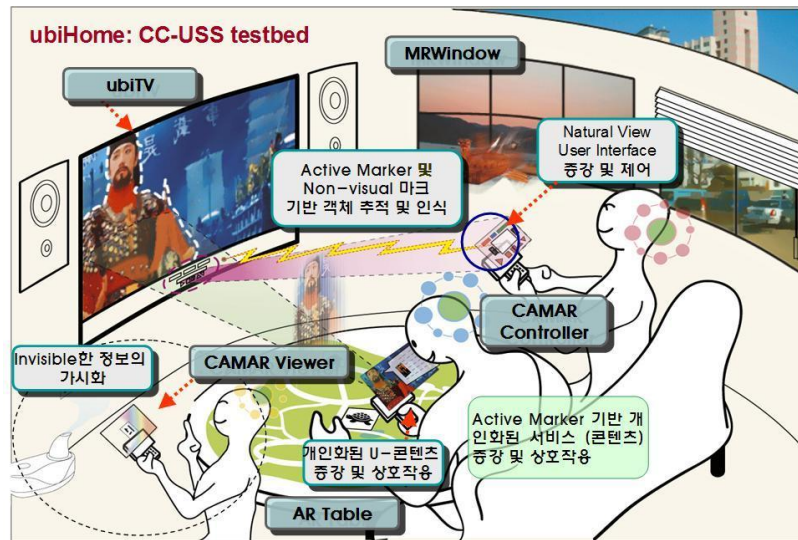 ubiHome: CC-USS testbed
ubiTV
MRWindow
Natural View
User Interface
증강 및 제어
Active Marker 및
Non-visual 마크
기반 객체 추적 및 인식
CAMAR
Controller
Invisible한 정보의
가시화
CAMAR Viewer
Active Marker 기반 개
인화된 서비스 (콘텐츠)
증강 및 상호작용
개인화된 U-콘텐츠
증강 및 상호작용
AR Table